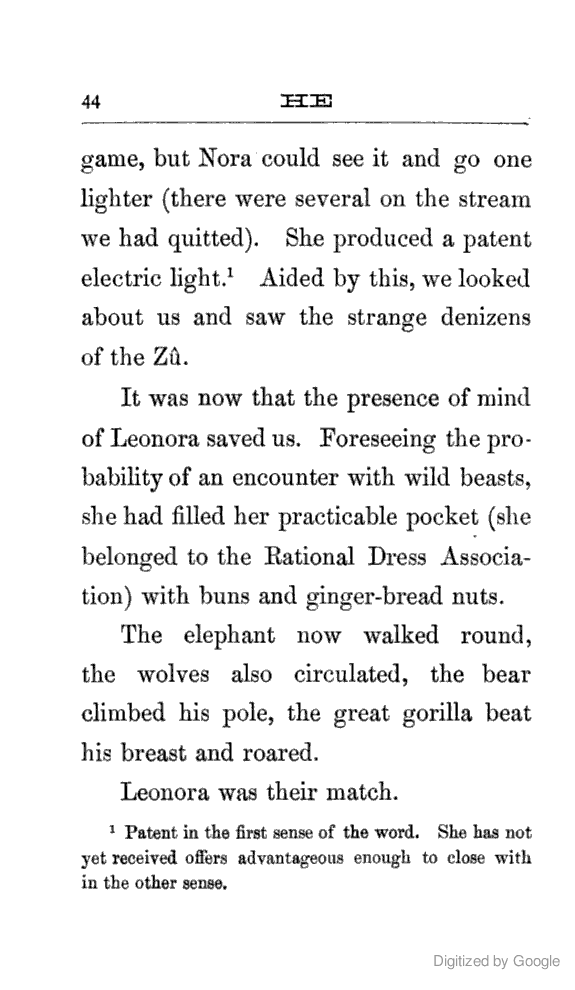 44 HE
game, but Nora could see it and go one
lighter (there were several on the stream
we had quitted). She produced a patent
electric light.¹ Aided by this, we looked
about us and saw the strange denizens
of the Zû.
It was now that the presence of mind
of Leonora saved us. Foreseeing the pro-
bability of an encounter with wild beasts,
she had filled her practicable pocket (she
belonged to the Rational Dress Associa-
tion) with buns and ginger-bread nuts.
The elephant now walked round,
the wolves also circulated, the bear
climbed his pole, the great gorilla beat
his breast and roared.
Leonora was their match.
¹ Patent in the first sense of the word. She has not
yet received offers advantageous enough to close with
in the other sense.
Digitized by Google